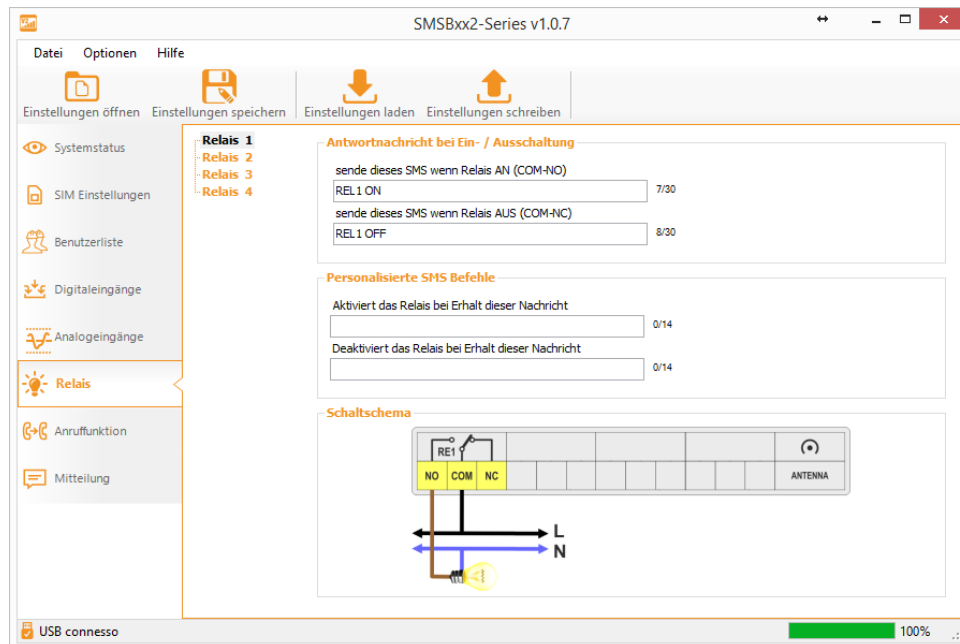 SMSBxx2-Series v1.0.7
Datei Optionen Hilfe
Einstellungen öffnen Einstellungen speichern Einstellungen laden Einstellungen schreiben
Systemstatus
SIM Einstellungen
Benutzerliste
Digitaleingänge
Analogeingänge
Relais
Anruffunktion
Mitteilung
Relais 1
Relais 2
Relais 3
Relais 4
Antwortnachricht bei Ein- / Ausschaltung
sende dieses SMS wenn Relais AN (COM-NO)
REL1 ON 7/30
sende dieses SMS wenn Relais AUS (COM-NC)
REL1 OFF 8/30
Personalisierte SMS Befehle
Aktiviert das Relais bei Erhalt dieser Nachricht
0/14
Deaktiviert das Relais bei Erhalt dieser Nachricht
0/14
Schaltschema
RE1
NO COM NC ANTENNA
L
N
USB connesso 100%